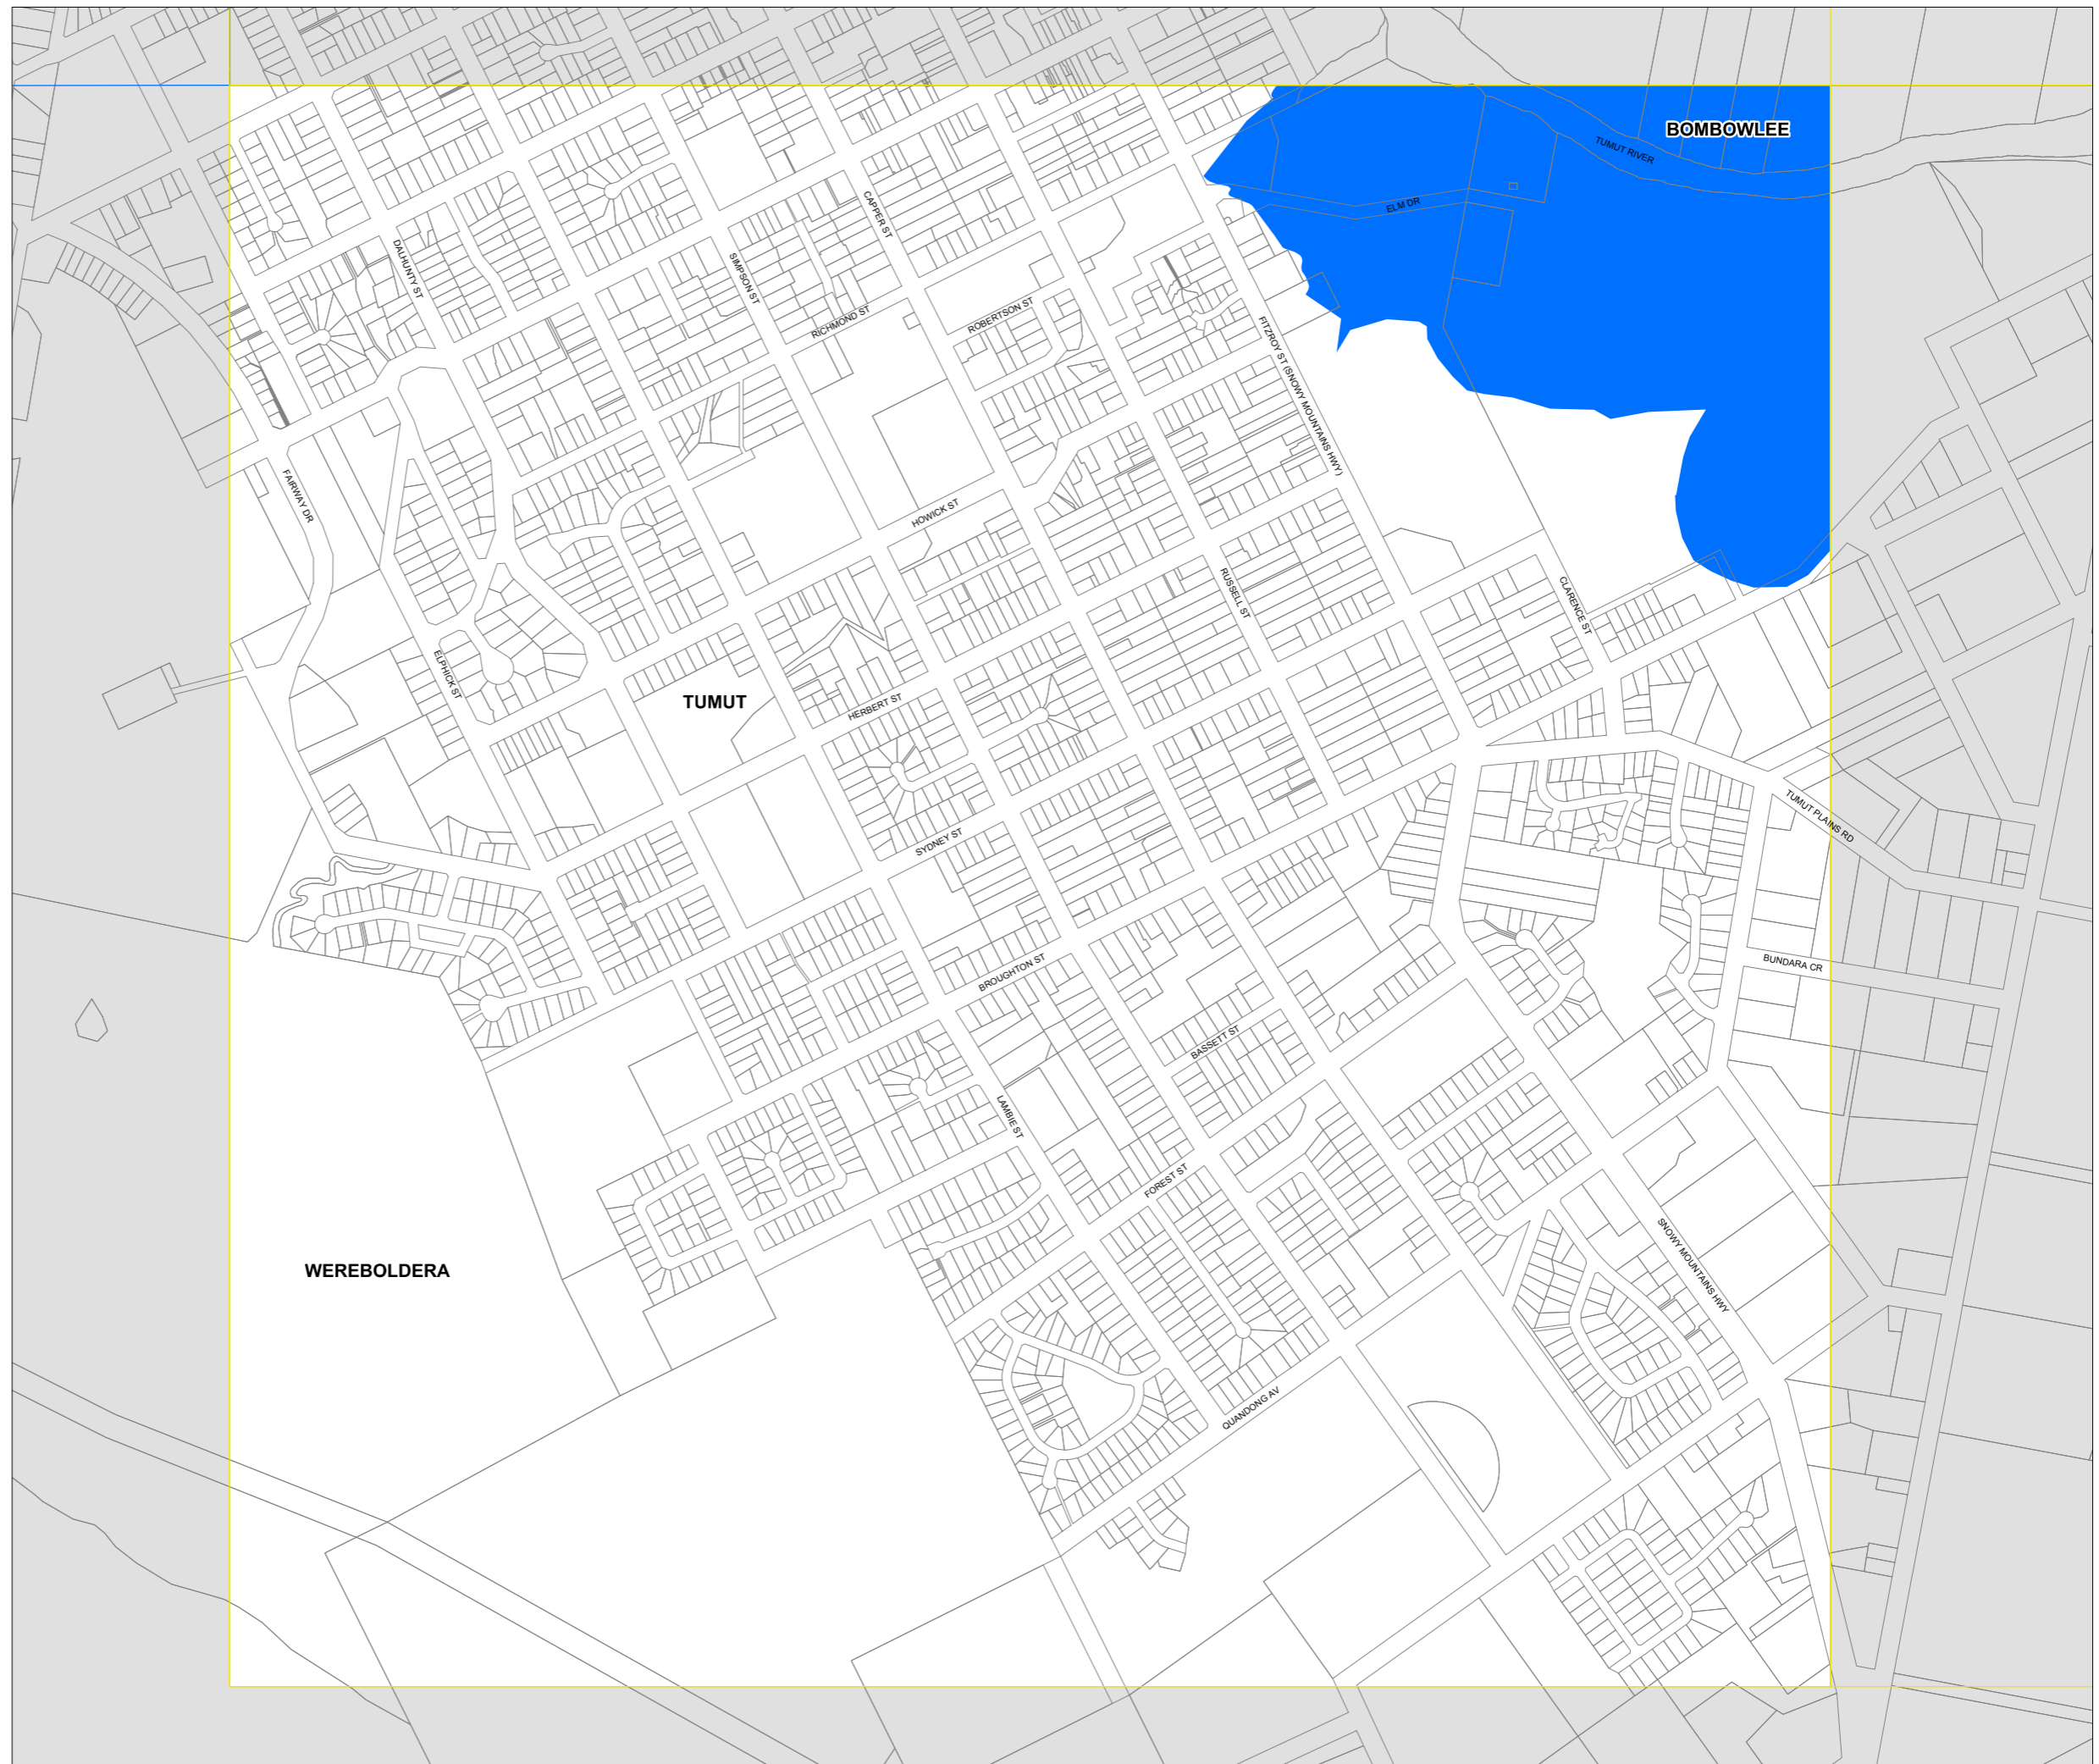 BOMBOWLEE
TUMUT RIVER
ELM DR
CAPPER ST
DALHUNTY ST
SIMPSON ST
RICHMOND ST
ROBERTSON ST
FITZROY ST (SNOWY MOUNTAINS HWY)
FAIRWAY DR
HOWICK ST
RUSSELL ST
CLARENCE ST
ELPHICK ST
TUMUT
HERBERT ST
TUMUT PLAINS RD
SYDNEY ST
BROUGHTON ST
BUNDARA CR
BASSETT ST
LAMBIE ST
FOREST ST
SNOWY MOUNTAINS HWY
WEREBOLDERA
QUANDONG AV